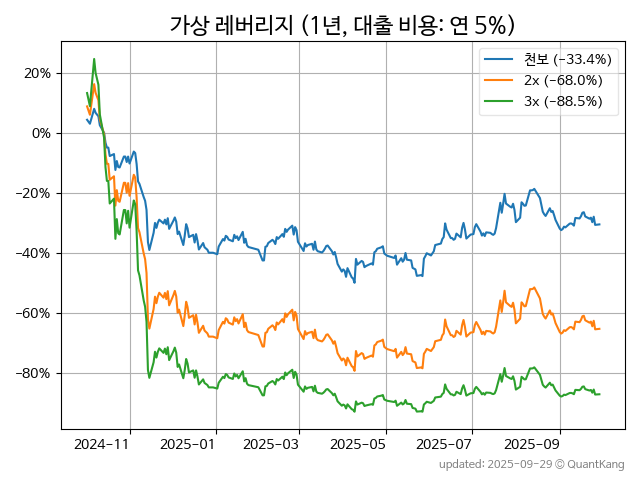 가상 레버리지 (1년, 대출 비용: 연 5%)
천보 (−33.4%)
2x (−68.0%)
3x (−88.5%)
20%
0%
−20%
−40%
−60%
−80%
2024-11 2025-01 2025-03 2025-05 2025-07 2025-09
updated: 2025-09-29 © QuantKang